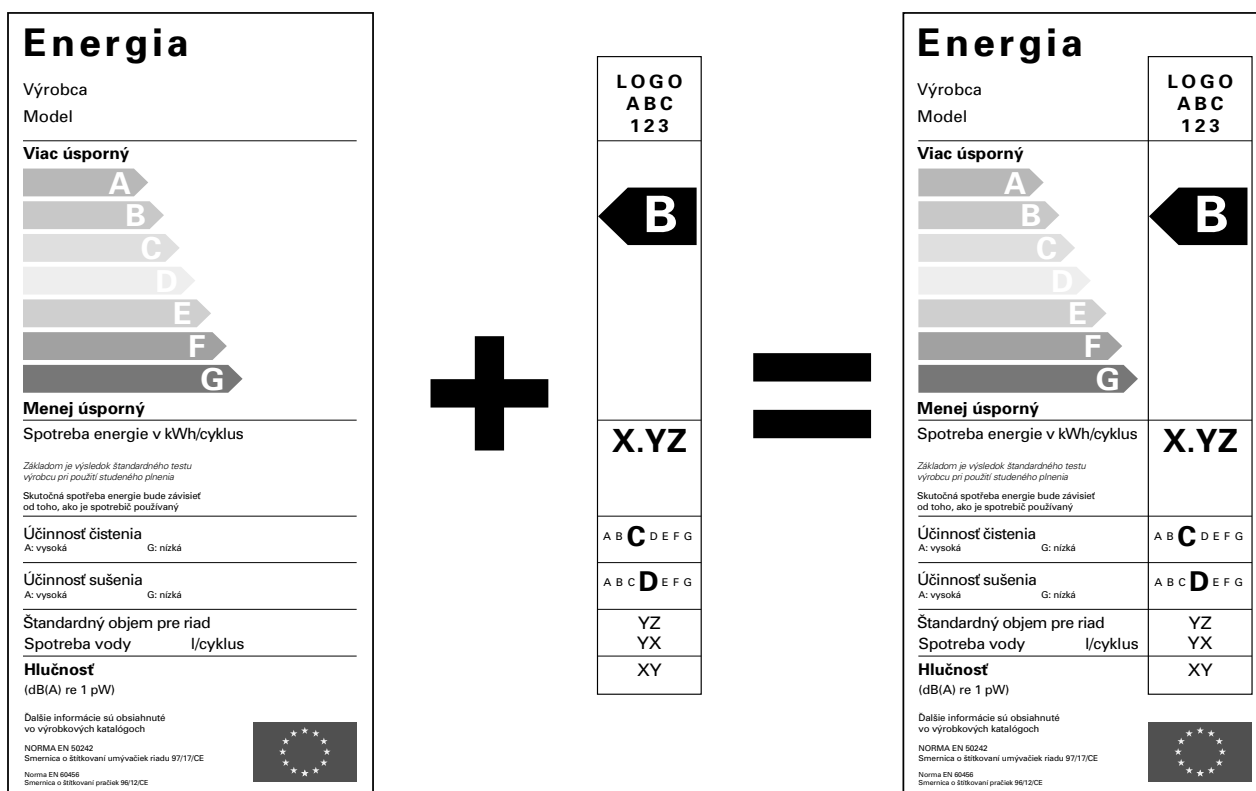 Energia
Výrobca
Model
Viac úsporný
A
B
C
D
E
F
G
Menej úsporný
Spotreba energie v kWh/cyklus
Základom je výsledok štandardného testu
výrobcu pri použití studeného plnenia
Skutočná spotřeba energie bude závisieť
od toho, ako je spotrebič používaný
Účinnosť čistenia
A: vysoká G: nízká
Účinnosť sušenia
A: vysoká G: nízká
Štandardný objem pre riad
Spotreba vody l/cyklus
Hlučnosť
(dB(A) re 1 pW)
Ďalšie informácie sú obsiahnuté
vo výrobkových katalógoch
NORMA EN 50242
Smernica o štítkovaní umývačiek riadu 97/17/CE
Norma EN 60456
Smernica o štítkovaní pračiek 96/12/CE
+
LOGO
ABC
123
B
X.YZ
A B C D E F G
A B C D E F G
YZ
YX
XY
=
Energia
Výrobca
Model
LOGO
ABC
123
Viac úsporný
A
B
C
D
E
F
G
B
Menej úsporný
Spotreba energie v kWh/cyklus X.YZ
Základom je výsledok štandardného testu
výrobcu pri použití studeného plnenia
Skutočná spotřeba energie bude závisieť
od toho, ako je spotrebič používaný
Účinnosť čistenia A B C D E F G
A: vysoká G: nízká
Účinnosť sušenia A B C D E F G
A: vysoká G: nízká
Štandardný objem pre riad YZ
Spotreba vody l/cyklus YX
Hlučnosť XY
(dB(A) re 1 pW)
Ďalšie informácie sú obsiahnuté
vo výrobkových katalógoch
NORMA EN 50242
Smernica o štítkovaní umývačiek riadu 97/17/CE
Norma EN 60456
Smernica o štítkovaní pračiek 96/12/CE